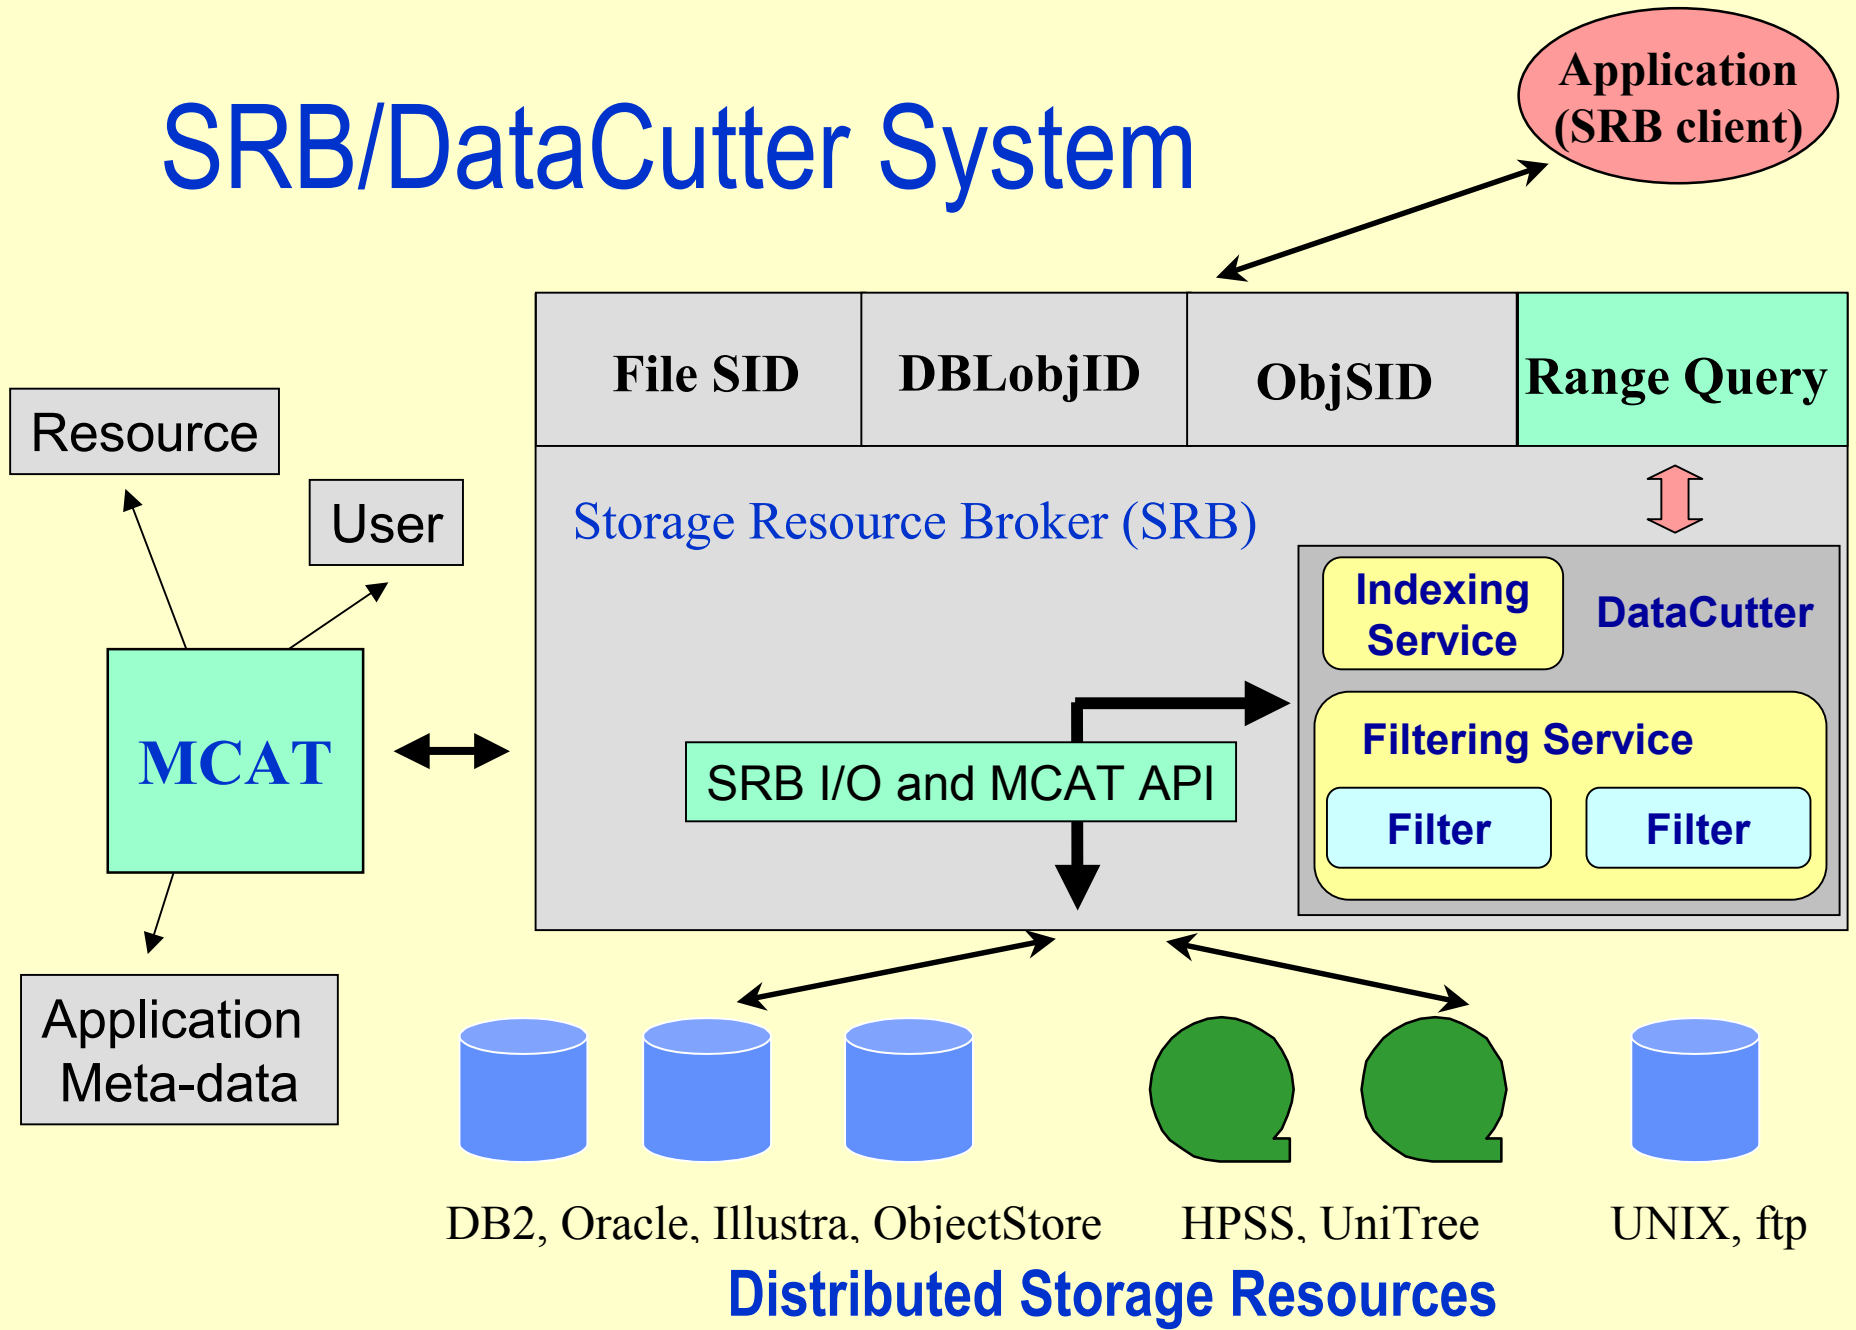 Application
(SRB client)
SRB/DataCutter System
File SID
DBLobjID
ObjSID
Range Query
Resource
User
Storage Resource Broker (SRB)
Indexing
Service
DataCutter
MCAT
SRB I/O and MCAT API
Filtering Service
Filter
Filter
Application
Meta-data
DB2, Oracle, Illustra, ObjectStore
HPSS, UniTree
UNIX, ftp
Distributed Storage Resources